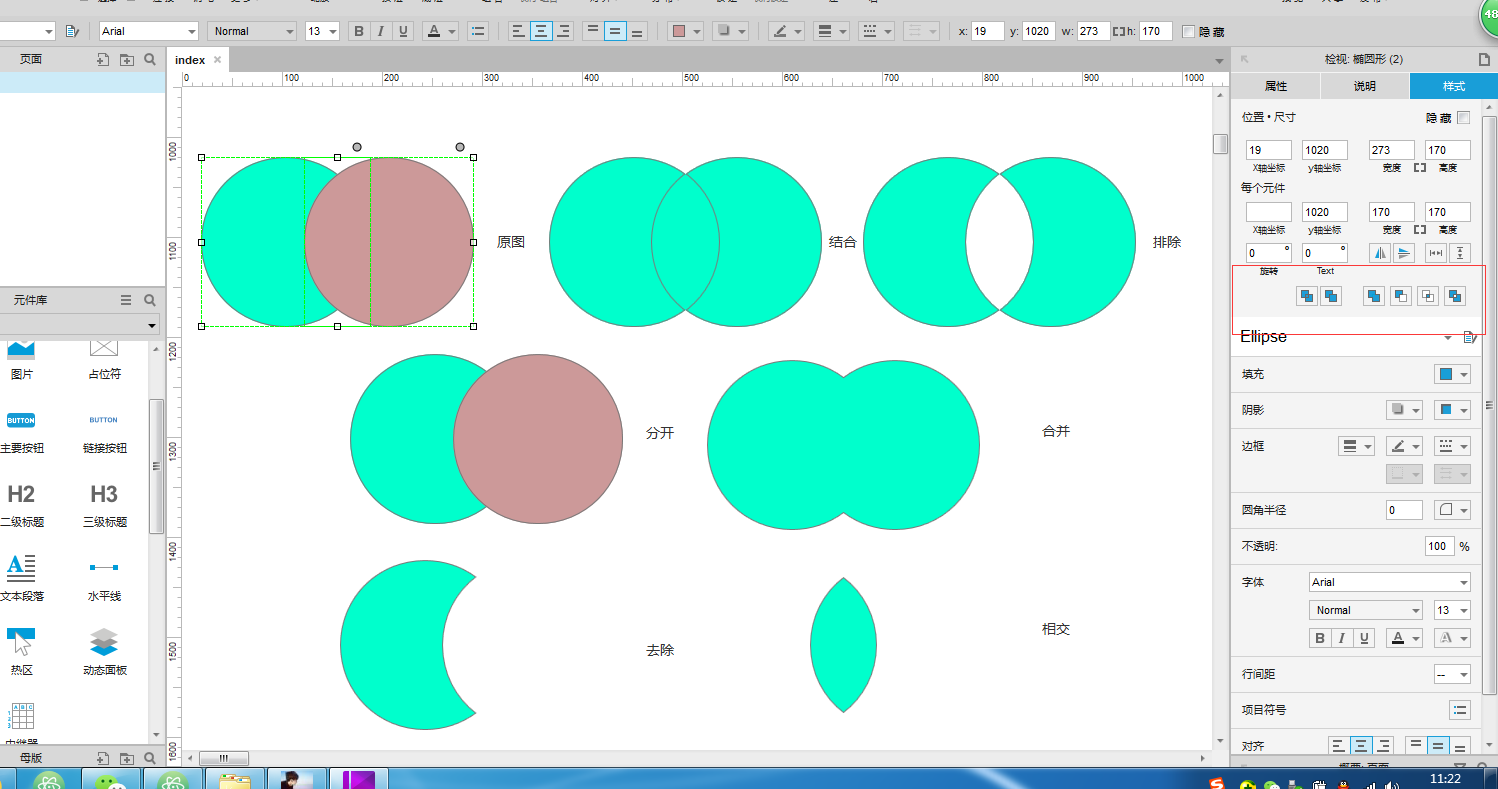 Arial Normal 13 B I U A x: 19 y: 1020 w: 273 h: 170 隐藏
48
页面
index
0 100 200 300 400 500 600 700 800 900 1000
1000
1100
1200
1300
1400
1500
1600
原图
结合
排除
分开
合并
去除
相交
元件库
图片
占位符
BUTTON
BUTTON
主要按钮
链接按钮
H2
H3
二级标题
三级标题
A
文本段落
水平线
热区
动态面板
母版
检视: 椭圆形 (2)
属性 说明 样式
位置 • 尺寸 隐藏
19 1020 273 170
X轴坐标 y轴坐标 宽度 高度
每个元件
1020 170 170
X轴坐标 y轴坐标 宽度 高度
0 ° 0 °
旋转 Text
Ellipse
填充
阴影
边框
圆角半径 0
不透明: 100 %
字体 Arial
Normal 13
B I U A A
行间距 --
项目符号
对齐
11:22